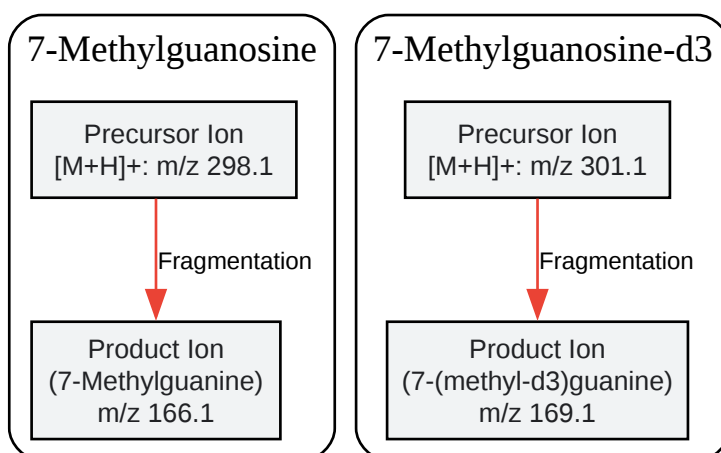 7-Methylguanosine
Precursor Ion
[M+H]+: m/z 298.1
Fragmentation
Product Ion
(7-Methylguanine)
m/z 166.1
7-Methylguanosine-d3
Precursor Ion
[M+H]+: m/z 301.1
Fragmentation
Product Ion
(7-(methyl-d3)guanine)
m/z 169.1